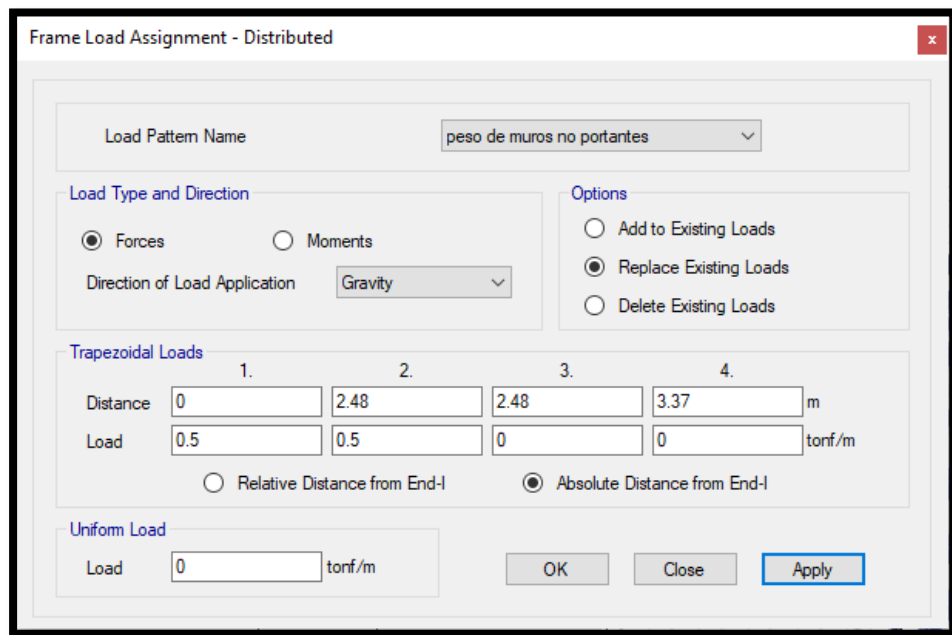 Frame Load Assignment - Distributed
x
Load Pattern Name
peso de muros no portantes
Load Type and Direction
Forces
Moments
Direction of Load Application
Gravity
Options
Add to Existing Loads
Replace Existing Loads
Delete Existing Loads
Trapezoidal Loads
1. 2. 3. 4.
Distance 0 2.48 2.48 3.37 m
Load 0.5 0.5 0 0 tonf/m
Relative Distance from End-I
Absolute Distance from End-I
Uniform Load
Load 0 tonf/m
OK
Close
Apply